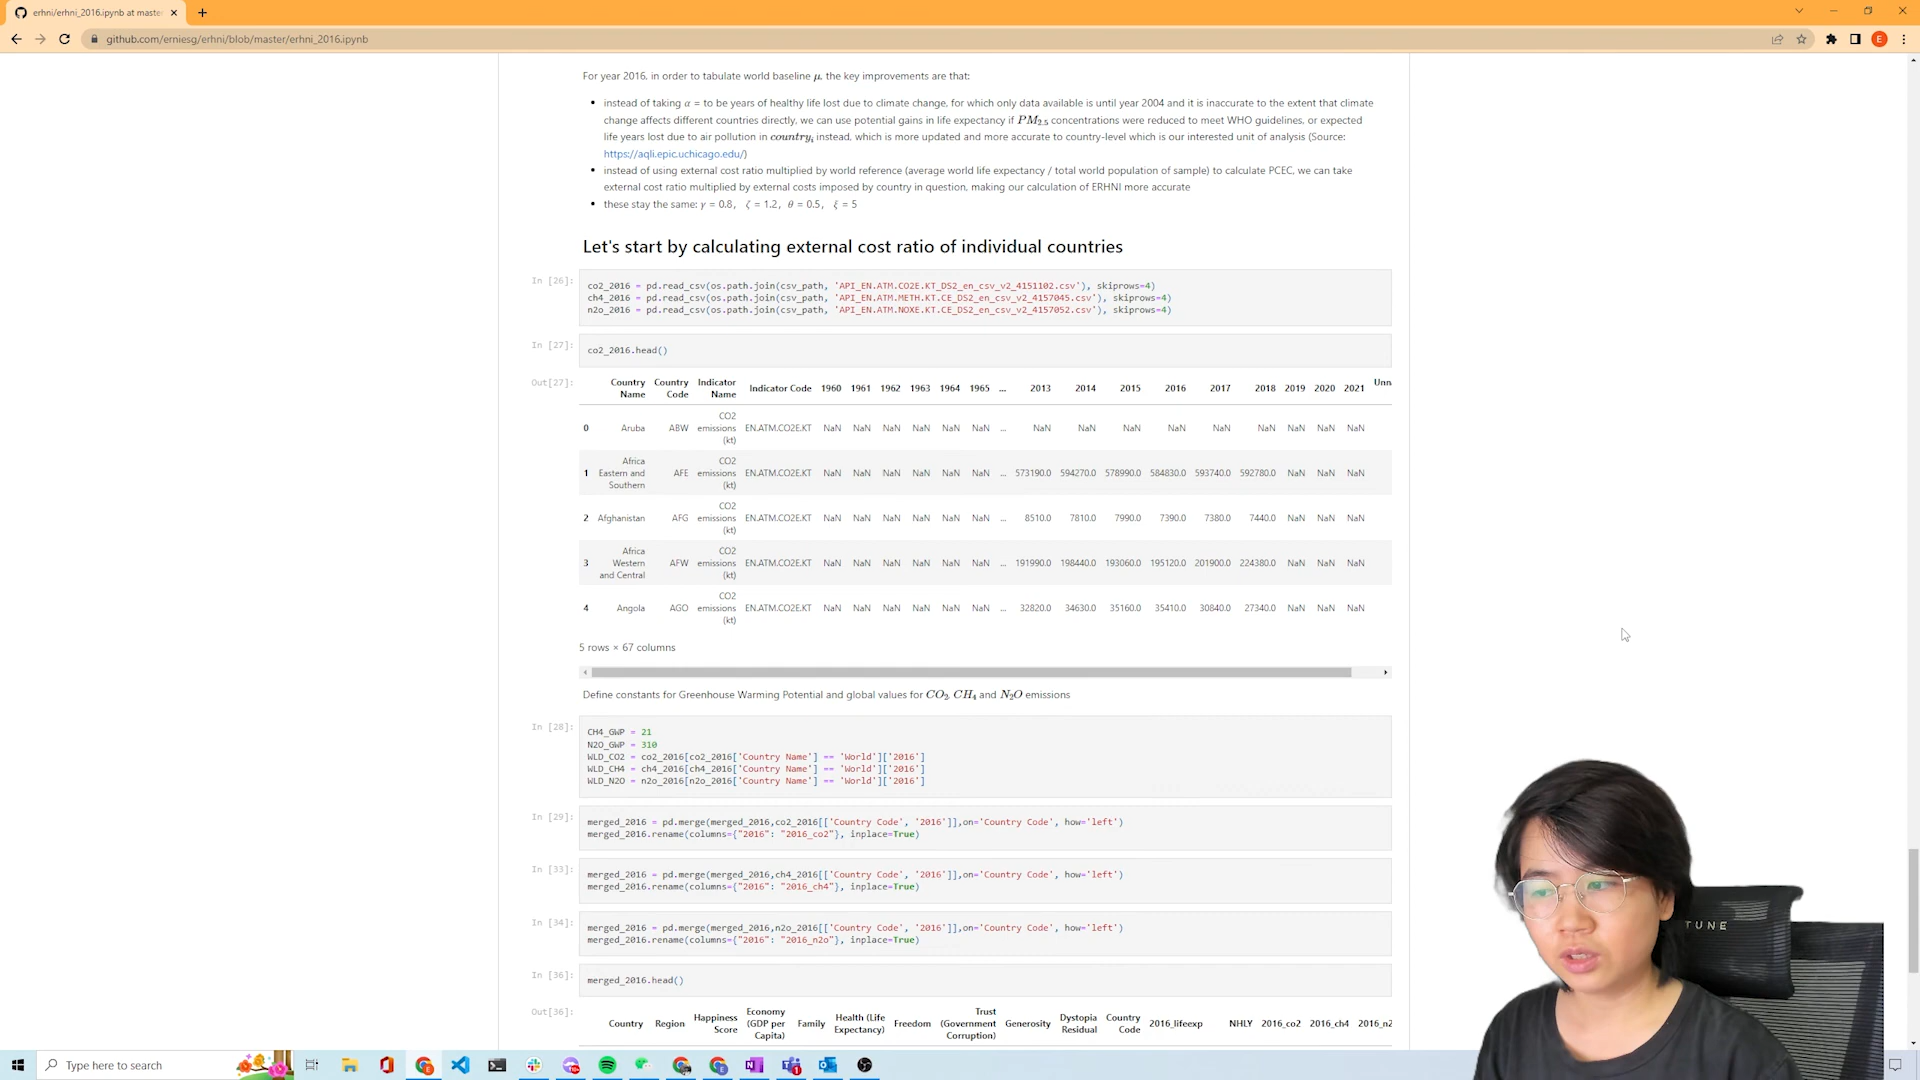 erhni/erhni_2016.ipynb at maste
github.com/erniesg/erhni/blob/master/erhni_2016.ipynb
E
For year 2016, in order to tabulate world baseline μ, the key improvements are that:
• instead of taking α = to be years of healthy life lost due to climate change, for which only data available is until year 2004 and it is inaccurate to the extent that climate
change affects different countries directly, we can use potential gains in life expectancy if PM2.5 concentrations were reduced to meet WHO guidelines, or expected
life years lost due to air pollution in countryi instead, which is more updated and more accurate to country-level which is our interested unit of analysis (Source:
https://aqli.epic.uchicago.edu/)
• instead of using external cost ratio multiplied by world reference (average world life expectancy / total world population of sample) to calculate PCEC, we can take
external cost ratio multiplied by external costs imposed by country in question, making our calculation of ERHNI more accurate
• these stay the same: γ = 0.8, ζ = 1.2, θ = 0.5, ξ = 5
Let's start by calculating external cost ratio of individual countries
In [26]:
co2_2016 = pd.read_csv(os.path.join(csv_path, 'API_EN.ATM.CO2E.KT_DS2_en_csv_v2_4151102.csv'), skiprows=4)
ch4_2016 = pd.read_csv(os.path.join(csv_path, 'API_EN.ATM.METH.KT.CE_DS2_en_csv_v2_4157045.csv'), skiprows=4)
n2o_2016 = pd.read_csv(os.path.join(csv_path, 'API_EN.ATM.NOXE.KT.CE_DS2_en_csv_v2_4157052.csv'), skiprows=4)
In [27]:
co2_2016.head()
Out[27]:
Country Name Country Code Indicator Name Indicator Code 1960 1961 1962 1963 1964 1965 ... 2013 2014 2015 2016 2017 2018 2019 2020 2021 Unn
0 Aruba ABW CO2 emissions (kt) EN.ATM.CO2E.KT NaN NaN NaN NaN NaN NaN ... NaN NaN NaN NaN NaN NaN NaN NaN NaN
1 Africa Eastern and Southern AFE CO2 emissions (kt) EN.ATM.CO2E.KT NaN NaN NaN NaN NaN NaN ... 573190.0 594270.0 578990.0 584830.0 593740.0 592780.0 NaN NaN NaN
2 Afghanistan AFG CO2 emissions (kt) EN.ATM.CO2E.KT NaN NaN NaN NaN NaN NaN ... 8510.0 7810.0 7990.0 7390.0 7380.0 7440.0 NaN NaN NaN
3 Africa Western and Central AFW CO2 emissions (kt) EN.ATM.CO2E.KT NaN NaN NaN NaN NaN NaN ... 191990.0 198440.0 193060.0 195120.0 201900.0 224380.0 NaN NaN NaN
4 Angola AGO CO2 emissions (kt) EN.ATM.CO2E.KT NaN NaN NaN NaN NaN NaN ... 32820.0 34630.0 35160.0 35410.0 30840.0 27340.0 NaN NaN NaN
5 rows × 67 columns
Define constants for Greenhouse Warming Potential and global values for CO2, CH4 and N2O emissions
In [28]:
CH4_GWP = 21
N2O_GWP = 310
WLD_CO2 = co2_2016[co2_2016['Country Name'] == 'World']['2016']
WLD_CH4 = ch4_2016[ch4_2016['Country Name'] == 'World']['2016']
WLD_N2O = n2o_2016[n2o_2016['Country Name'] == 'World']['2016']
In [29]:
merged_2016 = pd.merge(merged_2016,co2_2016[['Country Code', '2016']],on='Country Code', how='left')
merged_2016.rename(columns={"2016": "2016_co2"}, inplace=True)
In [33]:
merged_2016 = pd.merge(merged_2016,ch4_2016[['Country Code', '2016']],on='Country Code', how='left')
merged_2016.rename(columns={"2016": "2016_ch4"}, inplace=True)
In [34]:
merged_2016 = pd.merge(merged_2016,n2o_2016[['Country Code', '2016']],on='Country Code', how='left')
merged_2016.rename(columns={"2016": "2016_n2o"}, inplace=True)
In [36]:
merged_2016.head()
Out[36]:
Country Region Happiness Score Economy (GDP per Capita) Family Health (Life Expectancy) Freedom Trust (Government Corruption) Generosity Dystopia Residual Country Code 2016_lifeexp NHLY 2016_co2 2016_ch4 2016_n2
TUNE
Type here to search